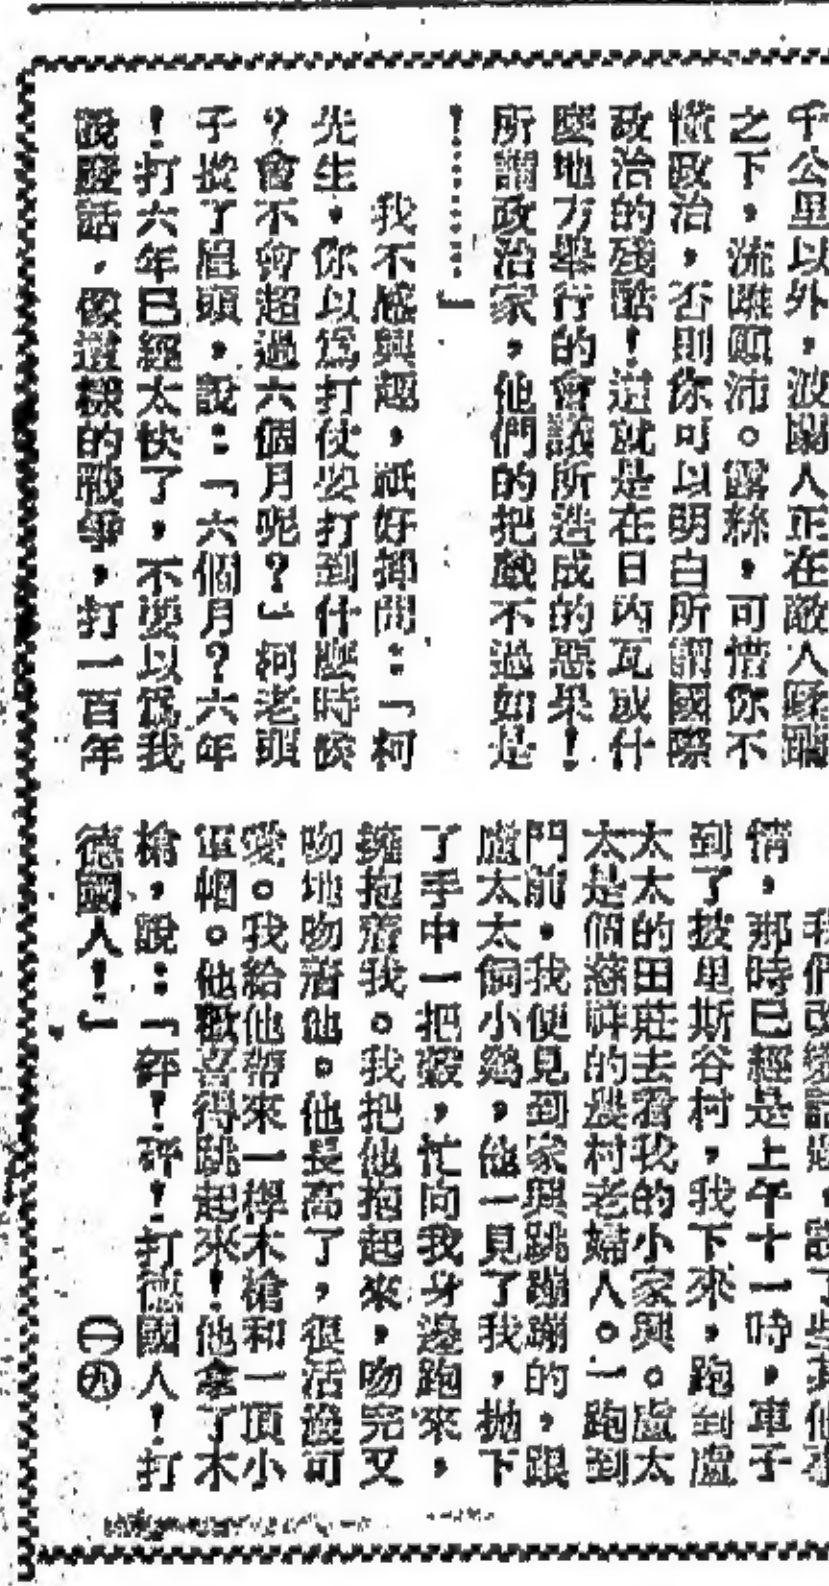 千公里以外，波蘭人正在敵人
之下，流離顛沛。露絲，可惜你不
懂政治，否則你可以明白所謂國際
政治的殘酷！這就是在日內瓦或什
麼地方舉行的會議所造成的惡果！
所謂政治家，他們的把戲不過如是
！………」
我不感興趣，祇好抑問：「柯
先生，你以爲打仗要打到什麼時候
？會不會超過六個月呢？」柯老頭
子從了眉頭，說：「六個月？六年
！打六年已經太快了，不要以爲我
說廢話，像這樣的戰爭，打一百年
我們改變話題，說了些其他事
情，那時已經是上午十一時，車子
到了披里斯谷村，我下來，跑到盧
太太的田莊去看我的小家興。盧太
太是個慈祥的農村老婦人。一跑到
門前，我便見到家興跳蹦蹦的，跟
盧太太飼小鷄，他一見了我，抛下
了手中一把穀，忙向我身邊跑來，
擁抱着我。我把他抱起來，吻完又
吻地吻着他。他長高了，很活潑可
愛。我給他帶來一桿木槍和一頂小
軍帽。他歡喜得跳起來！他拿了木
槍，說：「砰！砰！打德國人！打
德國人！」
㊀㊈